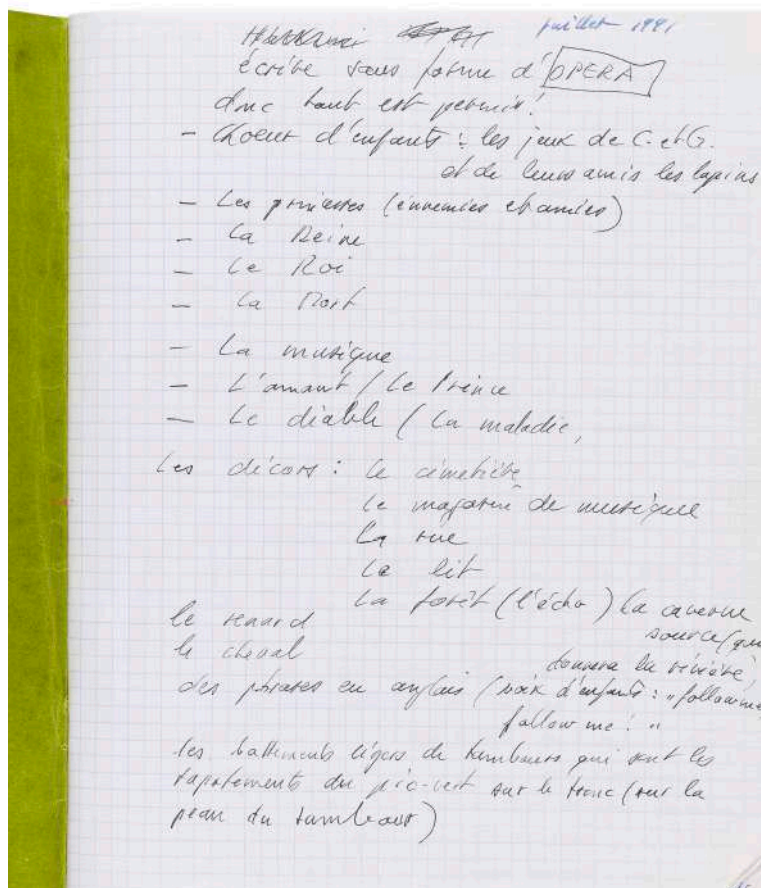 juillet 1991
écrire sous forme d'OPERA
donc tout est permis!
- Choeur d'enfants : les jeux de C. et G.
et de leurs amis les lapins
- Les princesses (ennemies et amies)
- La Reine
- Le Roi
- La Mort
- La musique
- L'amant / Le Prince
- Le diable / La maladie,
Les décors : le cimetière
le magasin de musique
la rue
le lit
la forêt (l'écho) la caverne
source (qui
le renard
donnera la rivière,
le cheval
des phrases en anglais (voix d'enfants : "follow me,
follow me ! "
les battements légers de tambours qui sont les
tapotements du pic-vert sur le tronc (sur la
peau du tambour)